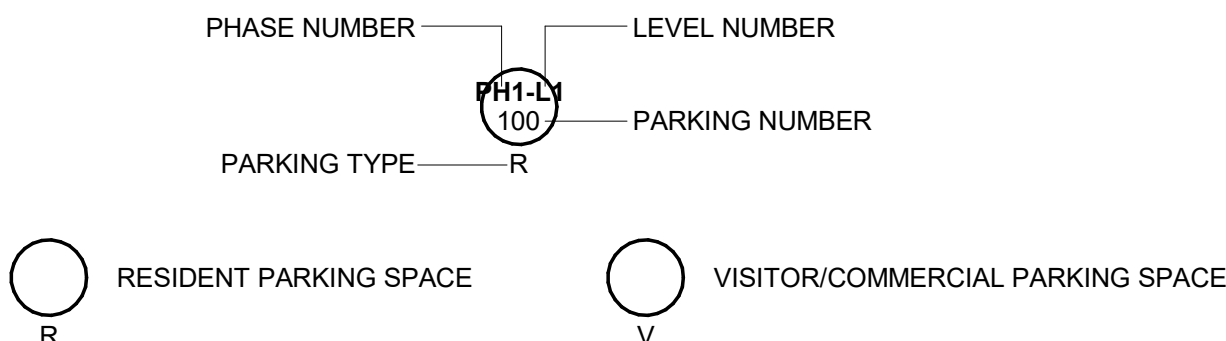 PHASE NUMBER LEVEL NUMBER
PH1-L1
100 PARKING NUMBER
PARKING TYPE R
RESIDENT PARKING SPACE VISITOR/COMMERCIAL PARKING SPACE
R V